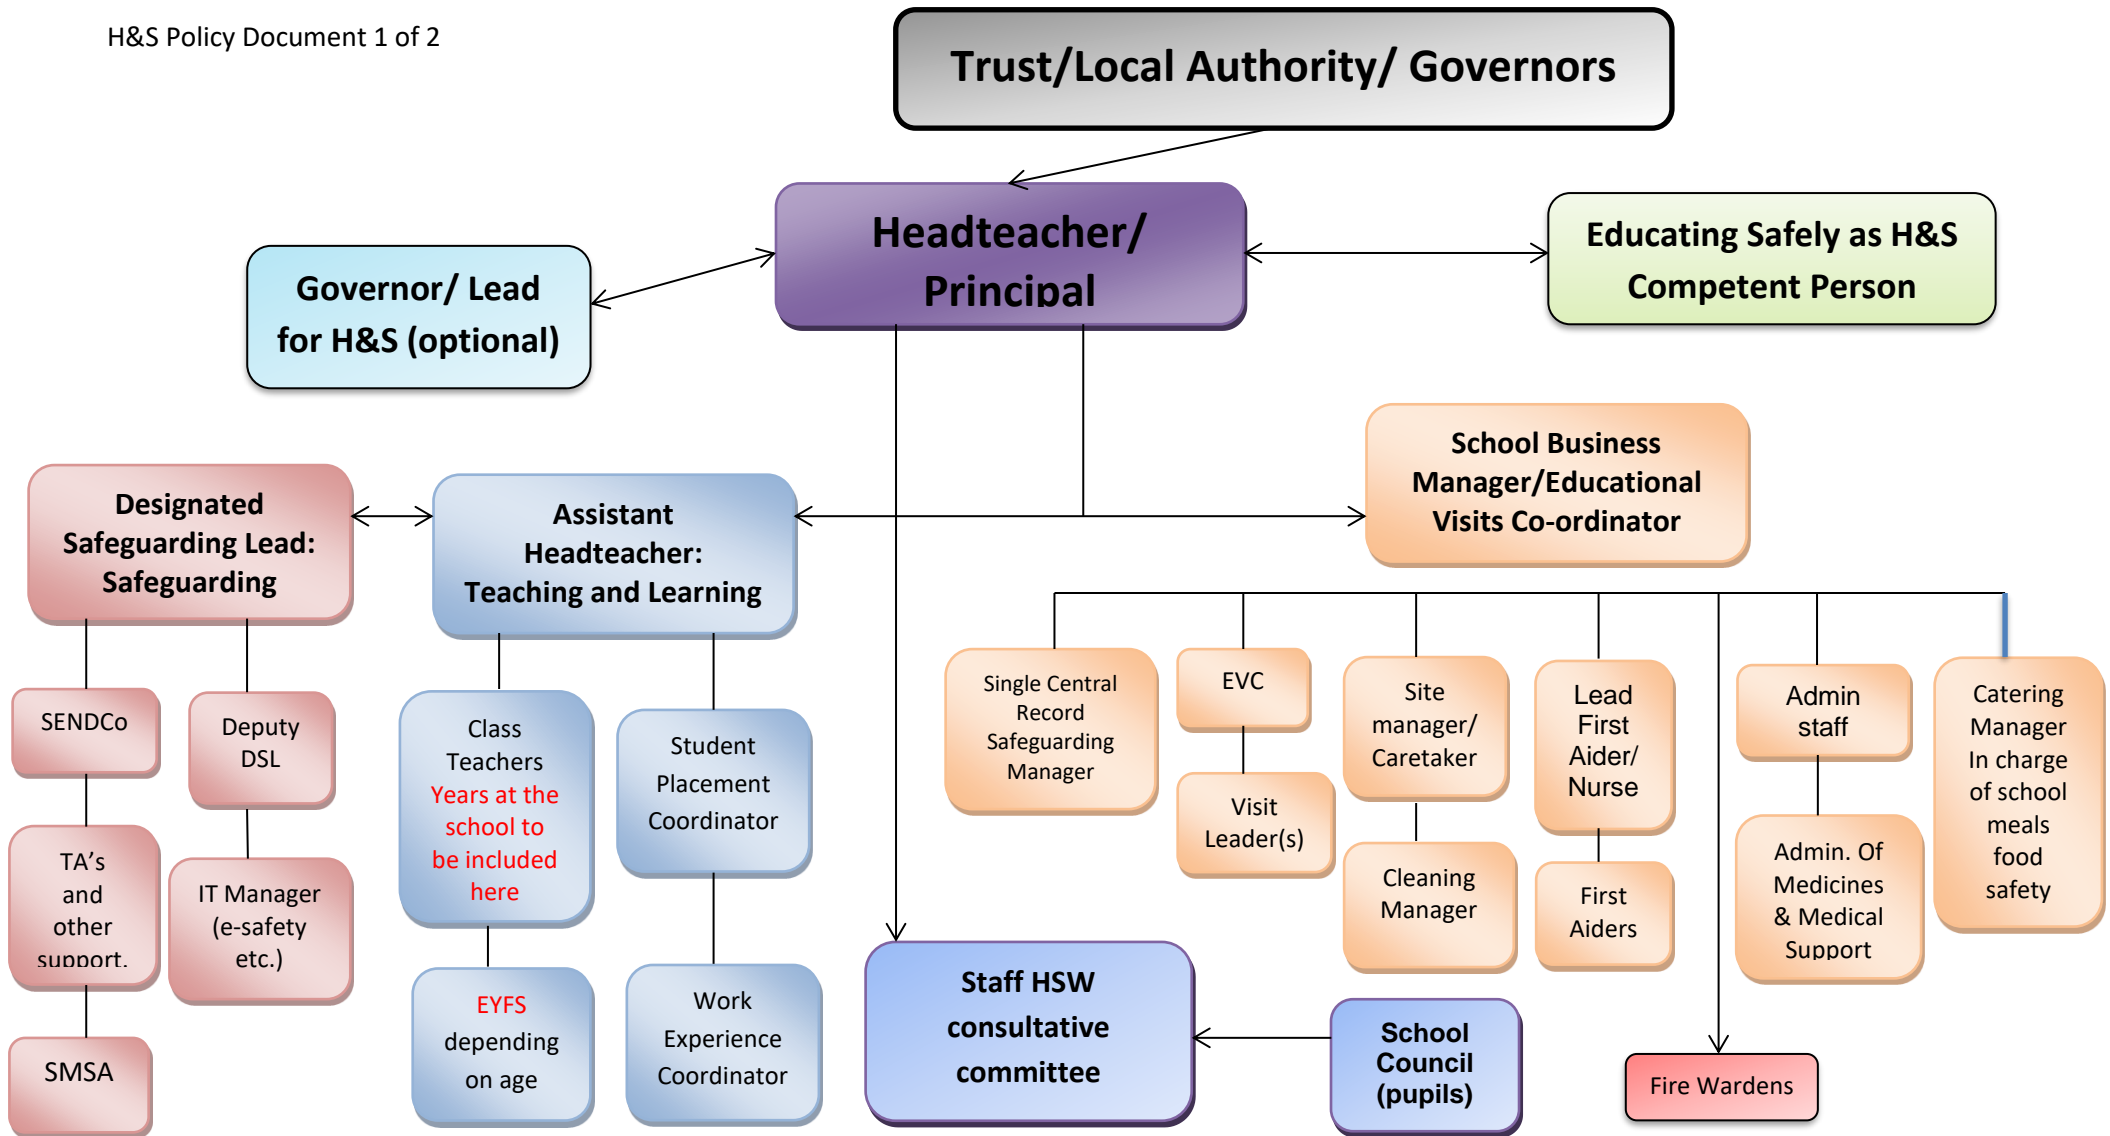 H&S Policy Document 1 of 2
Trust/Local Authority/ Governors
Headteacher/
Principal
Governor/ Lead
for H&S (optional)
Educating Safely as H&S
Competent Person
Designated
Safeguarding Lead:
Safeguarding
Assistant
Headteacher:
Teaching and Learning
School Business
Manager/Educational
Visits Co-ordinator
SENDCo
TA’s
and
other
support.
SMSA
Deputy
DSL
IT Manager
(e-safety
etc.)
Class
Teachers
Years at the
school to
be included
here
EYFS
depending
on age
Student
Placement
Coordinator
Work
Experience
Coordinator
Staff HSW
consultative
committee
School
Council
(pupils)
Single Central
Record
Safeguarding
Manager
EVC
Visit
Leader(s)
Site
manager/
Caretaker
Cleaning
Manager
Lead
First
Aider/
Nurse
First
Aiders
Fire Wardens
Admin
staff
Admin. Of
Medicines
& Medical
Support
Catering
Manager
In charge
of school
meals
food
safety